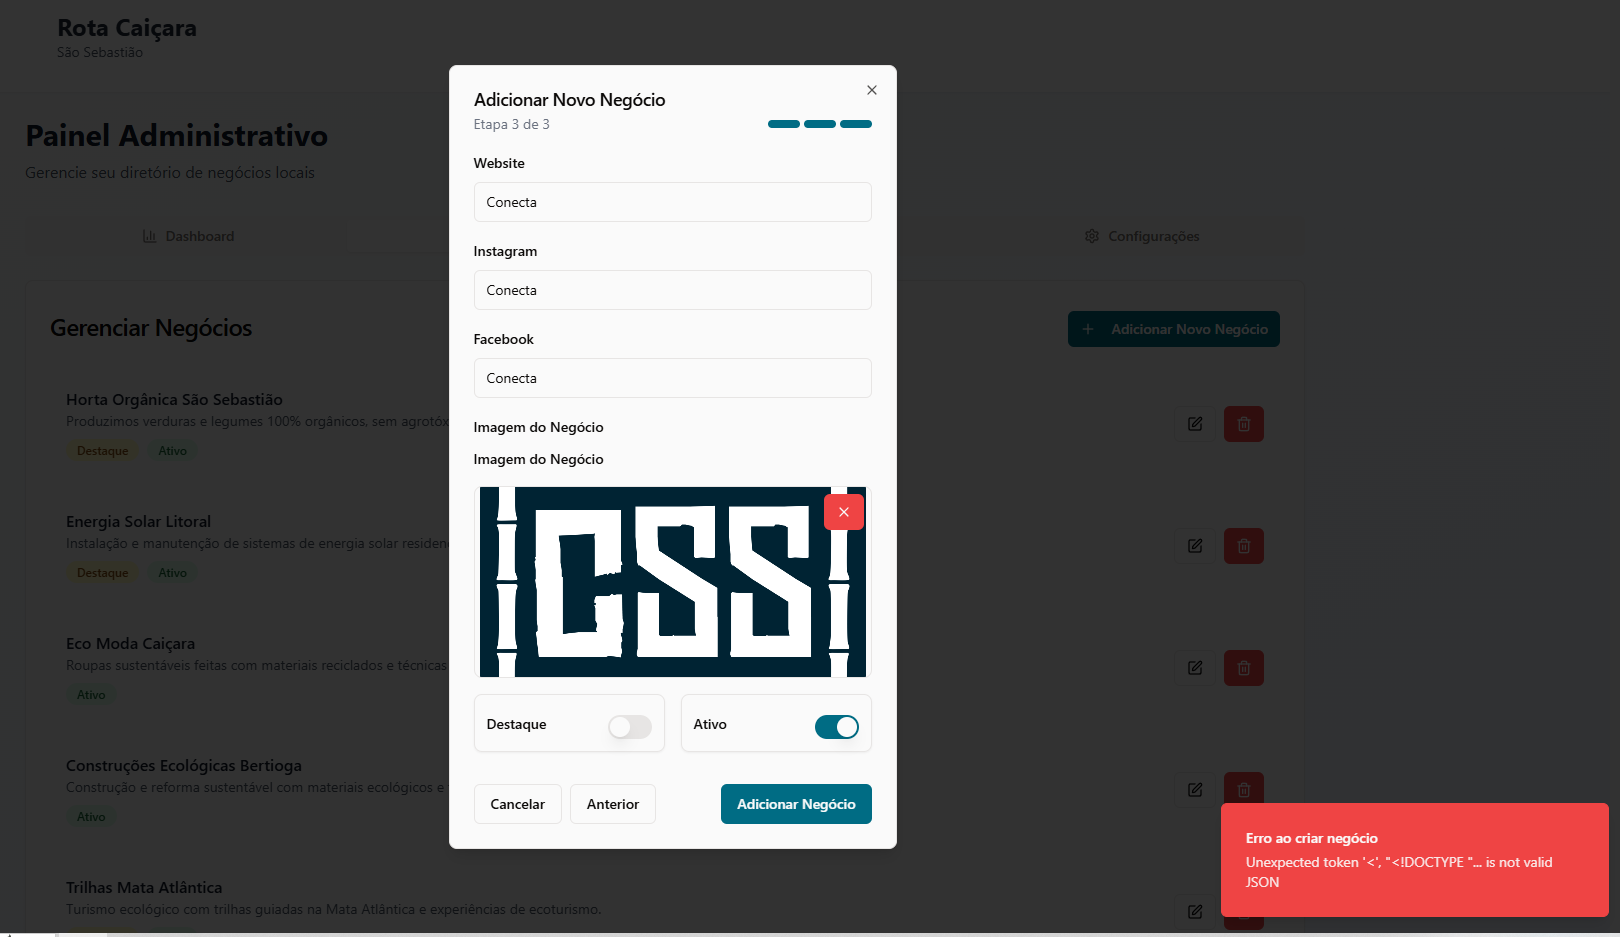 Rota Caiçara
São Sebastião
Painel Administrativo
Gerencie seu diretório de negócios locais
Dashboard
Configurações
Gerenciar Negócios
Adicionar Novo Negócio
Horta Orgânica São Sebastião
Produzimos verduras e legumes 100% orgânicos, sem agrotóx
Destaque
Ativo
Energia Solar Litoral
Instalação e manutenção de sistemas de energia solar residen
Destaque
Ativo
Eco Moda Caiçara
Roupas sustentáveis feitas com materiais reciclados e técnicas
Ativo
Construções Ecológicas Bertioga
Construção e reforma sustentável com materiais ecológicos e
Ativo
Trilhas Mata Atlântica
Turismo ecológico com trilhas guiadas na Mata Atlântica e experiências de ecoturismo.
Adicionar Novo Negócio
Etapa 3 de 3
Website
Conecta
Instagram
Conecta
Facebook
Conecta
Imagem do Negócio
Imagem do Negócio
CSS
Destaque
Ativo
Cancelar
Anterior
Adicionar Negócio
Erro ao criar negócio
Unexpected token '<', "<!DOCTYPE "... is not valid
JSON